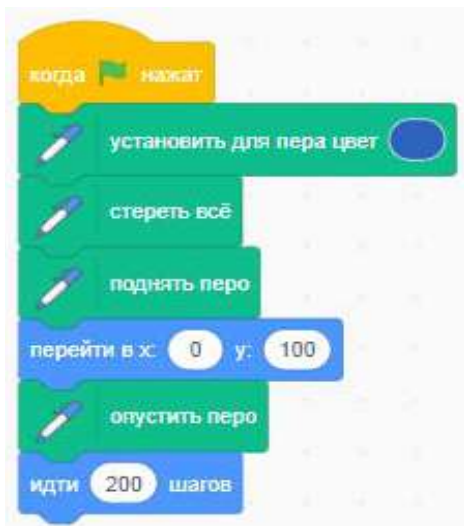 когда нажат
установить для пера цвет
стереть всё
поднять перо
перейти в x: 0 y: 100
опустить перо
идти 200 шагов